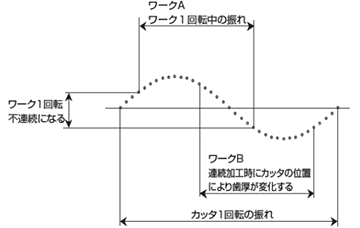 ワークA
ワーク1回転中の振れ
ワーク1回転
不連続になる
ワークB
連続加工時にカッタの位置
により歯厚が変化する
カッタ1回転の振れ